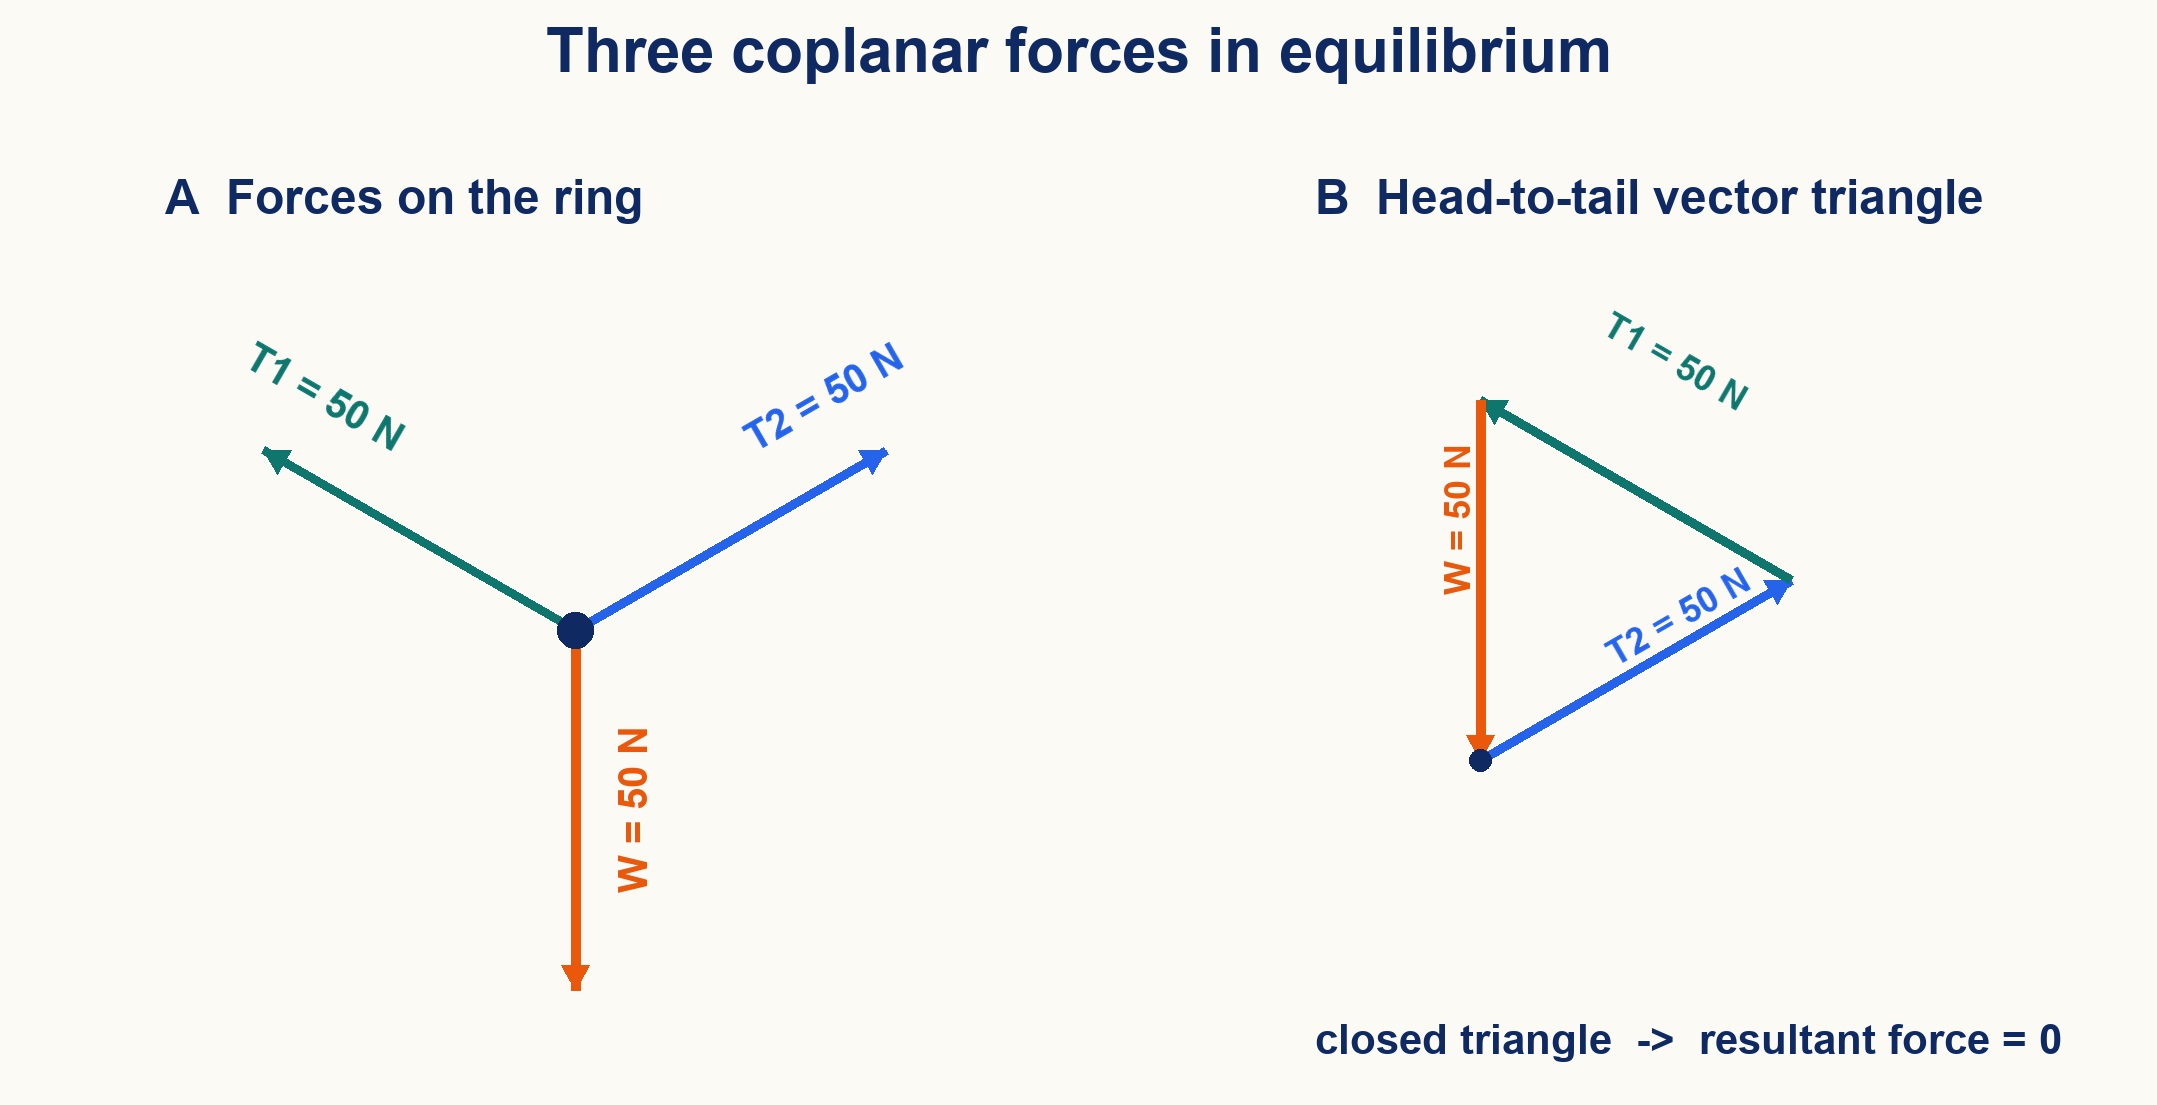 Three coplanar forces in equilibrium
A  Forces on the ring
T1 = 50 N
T2 = 50 N
W = 50 N
B  Head-to-tail vector triangle
T1 = 50 N
W = 50 N
T2 = 50 N
closed triangle  ->  resultant force = 0